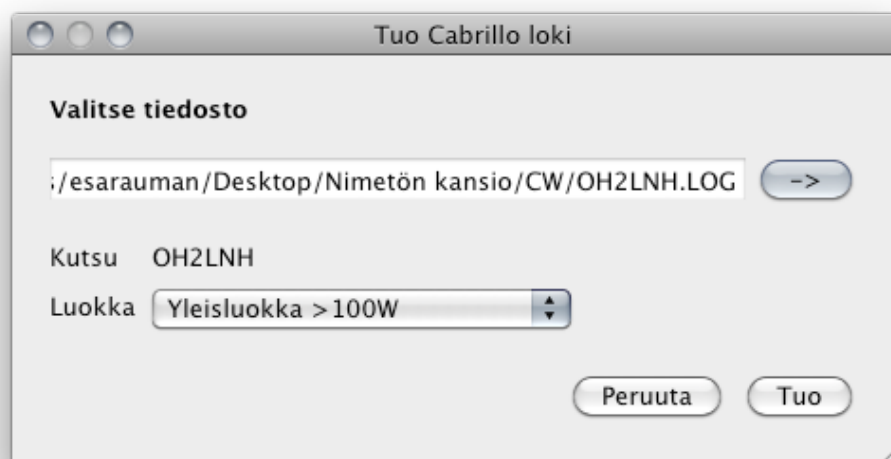 Tuo Cabrillo loki
Valitse tiedosto
:/esarauman/Desktop/Nimetön kansio/CW/OH2LNH.LOG ->
Kutsu OH2LNH
Luokka Yleisluokka >100W
Peruuta Tuo